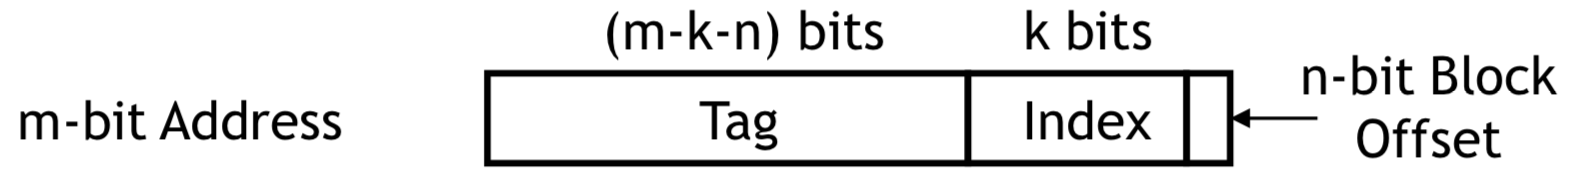 (m-k-n) bits
k bits
m-bit Address
Tag
Index
n-bit Block
Offset